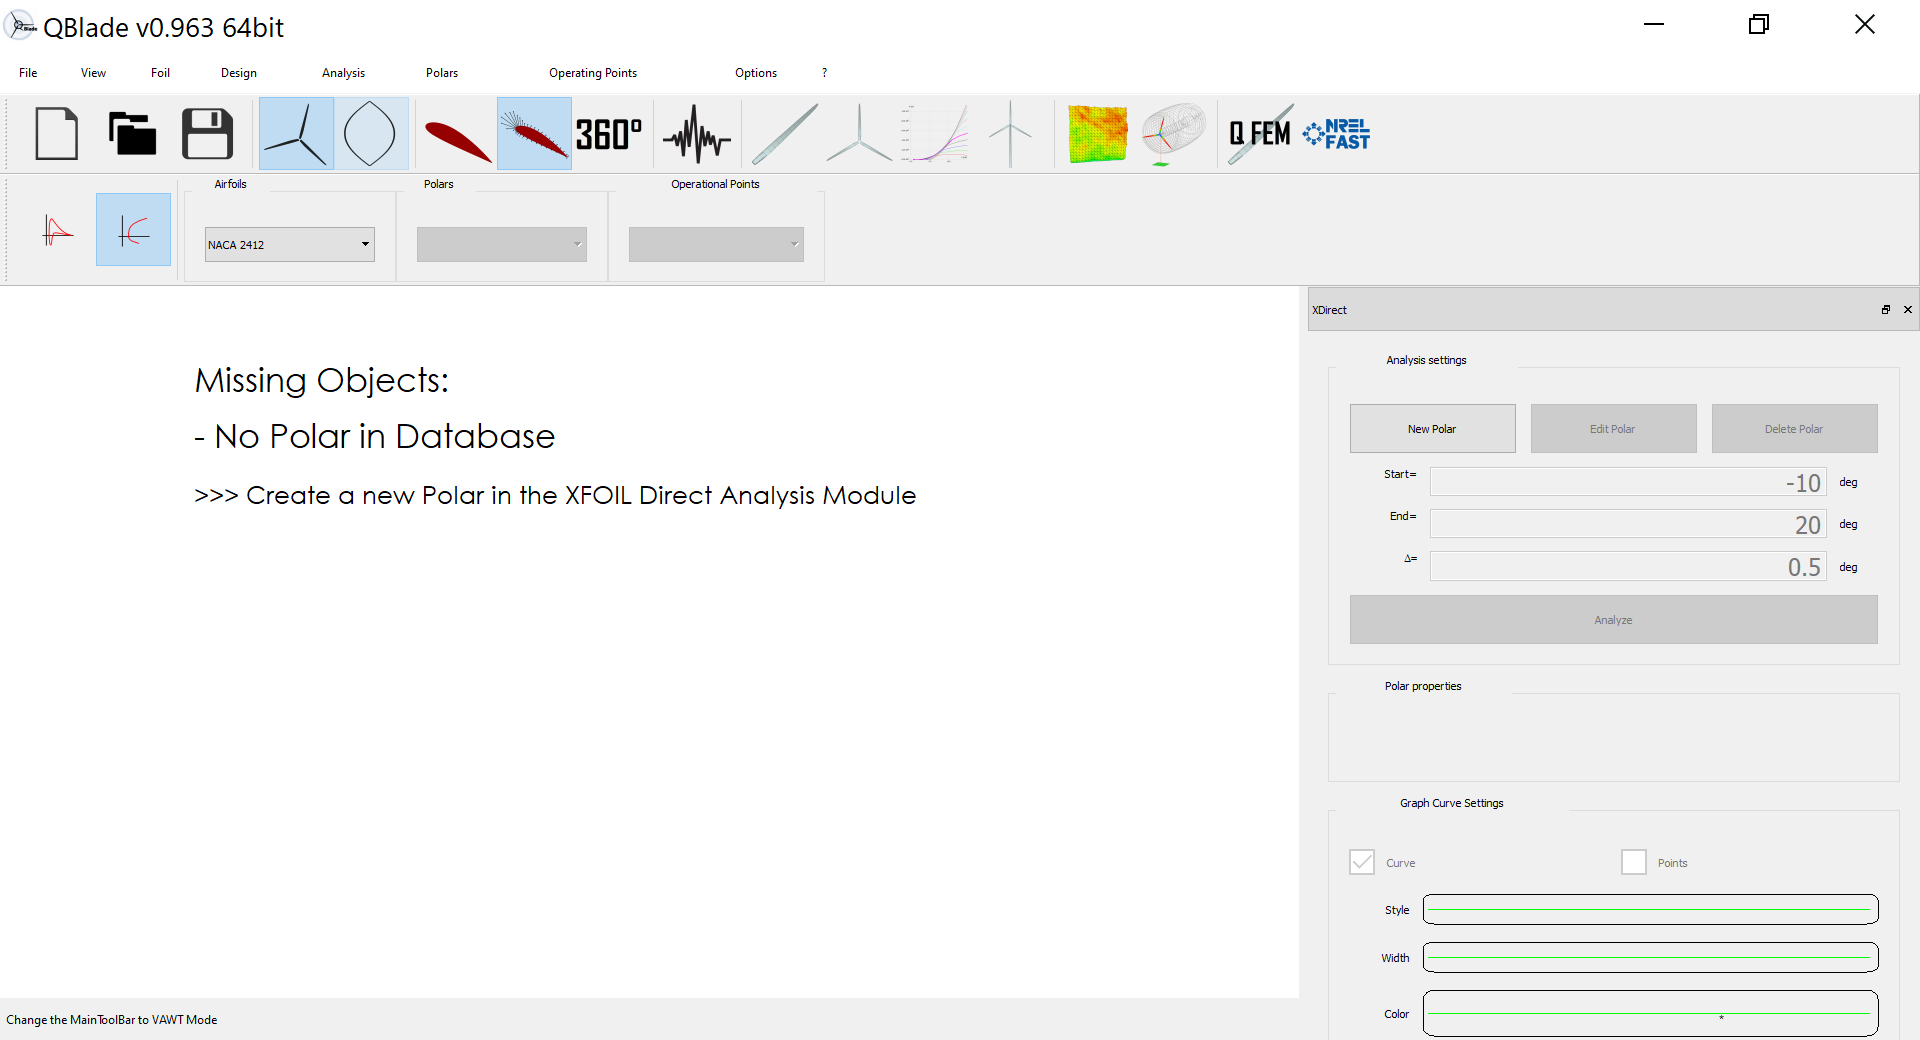 QBlade v0.963 64bit
File View Foil Design Analysis Polars Operating Points Options ?
360º Q FEM NREL FAST
Airfoils Polars Operational Points
NACA 2412
XDirect
Analysis settings
New Polar Edit Polar Delete Polar
Start= -10 deg
End= 20 deg
Δ= 0.5 deg
Analyze
Polar properties
Graph Curve Settings
Curve Points
Style
Width
Color *
Missing Objects:
- No Polar in Database
>>> Create a new Polar in the XFOIL Direct Analysis Module
Change the MainToolBar to VAWT Mode